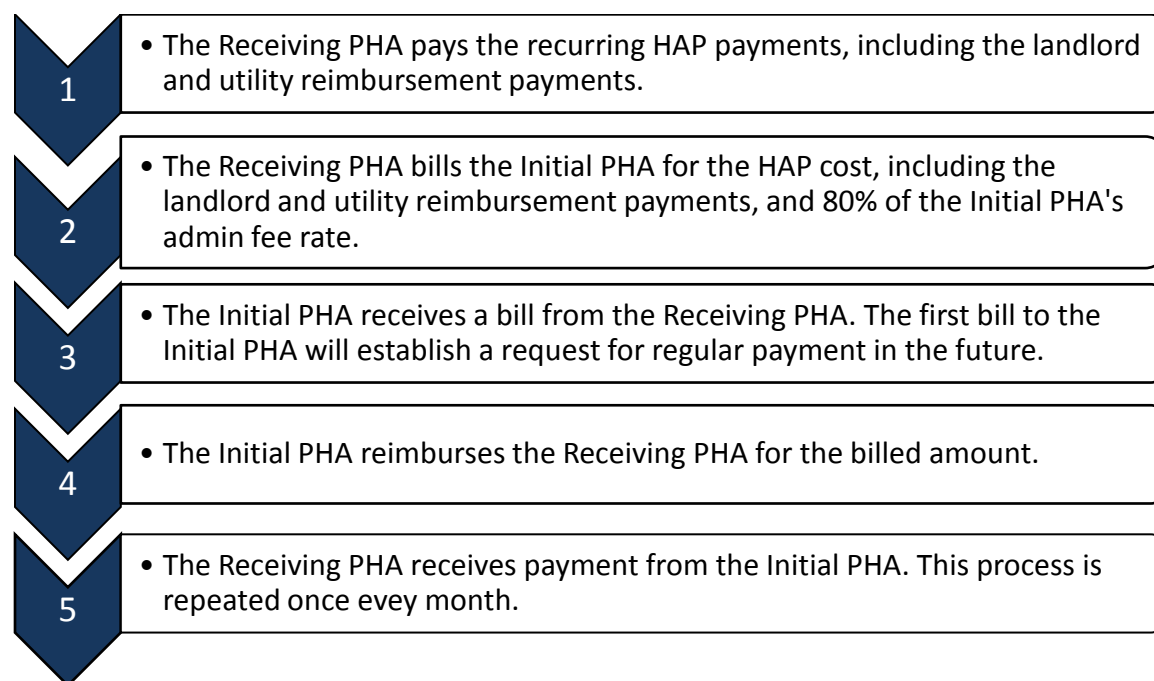 1
• The Receiving PHA pays the recurring HAP payments, including the landlord
and utility reimbursement payments.
2
• The Receiving PHA bills the Initial PHA for the HAP cost, including the
landlord and utility reimbursement payments, and 80% of the Initial PHA's
admin fee rate.
3
• The Initial PHA receives a bill from the Receiving PHA. The first bill to the
Initial PHA will establish a request for regular payment in the future.
4
• The Initial PHA reimburses the Receiving PHA for the billed amount.
5
• The Receiving PHA receives payment from the Initial PHA. This process is
repeated once evey month.